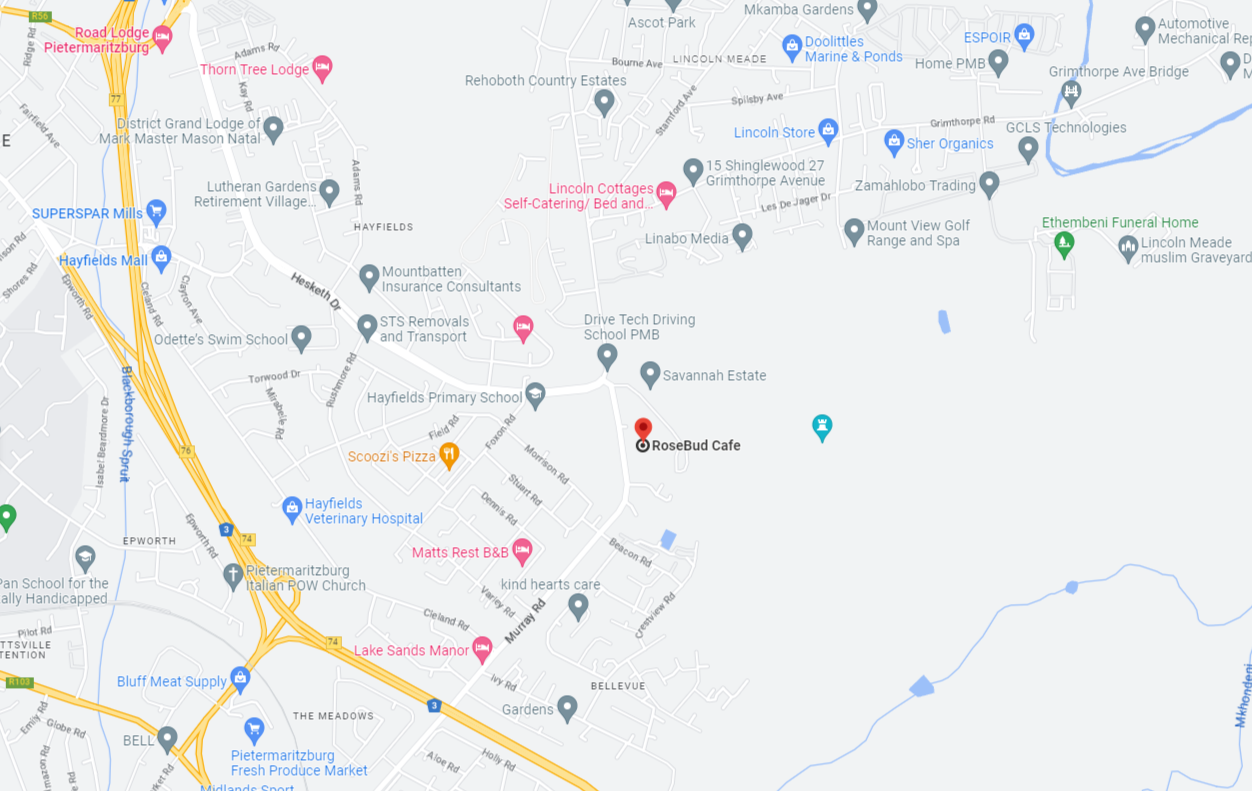 R56
Road Lodge
Pietermaritzburg
Ridge Rd
Adams Rd
Thorn Tree Lodge
Kay Rd
77
District Grand Lodge of
Mark Master Mason Natal
Fairfield Ave
E
Lutheran Gardens
Retirement Village...
Adams Rd
HAYFIELDS
SUPERSPAR Mills
Hayfields Mall
Shores Rd
Epworth Rd
Cleland Rd
Clayton Ave
Hesketh Dr
Ascot Park
Mkamba Gardens
Bourne Ave
LINCOLN MEADE
Doolittles
Marine & Ponds
ESPOIR
Home PMB
Automotive
Mechanical Rep
Grimthorpe Ave Bridge
Rehoboth Country Estates
Stamford Ave
Spilsby Ave
Lincoln Store
Sher Organics
Grimthorpe Rd
GCLS Technologies
15 Shinglewood 27
Grimthorpe Avenue
Zamahlobo Trading
Lincoln Cottages
Self-Catering/ Bed and...
Les De Jager Dr
Linabo Media
Mount View Golf
Range and Spa
Ethembeni Funeral Home
Lincoln Meade
muslim Graveyard
Mountbatten
Insurance Consultants
STS Removals
and Transport
Odette's Swim School
Drive Tech Driving
School PMB
Savannah Estate
Torwood Dr
Rushmore Rd
Mirabelle Rd
Hayfields Primary School
Blackborough Spruit
Isabel Beardmore Dr
76
Field Rd
Foxon Rd
RoseBud Cafe
Scoozi's Pizza
Morrison Rd
Stuart Rd
Dennis Rd
Hayfields
Veterinary Hospital
3
74
EPWORTH
Epworth Rd
Matts Rest B&B
Beacon Rd
Pan School for the
ally Handicapped
Pietermaritzburg
Italian POW Church
kind hearts care
Varley Rd
Murray Rd
Crestview Rd
Cleland Rd
Pilot Rd
TTSVILLE
TENTION
74
Lake Sands Manor
R103
Bluff Meat Supply
Ivy Rd
BELLEVUE
3
Gardens
THE MEADOWS
Emily Rd
Globe Rd
BELL
Pietermaritzburg
Fresh Produce Market
Aloe Rd
Holly Rd
Midlands Sport
Mkhondeni